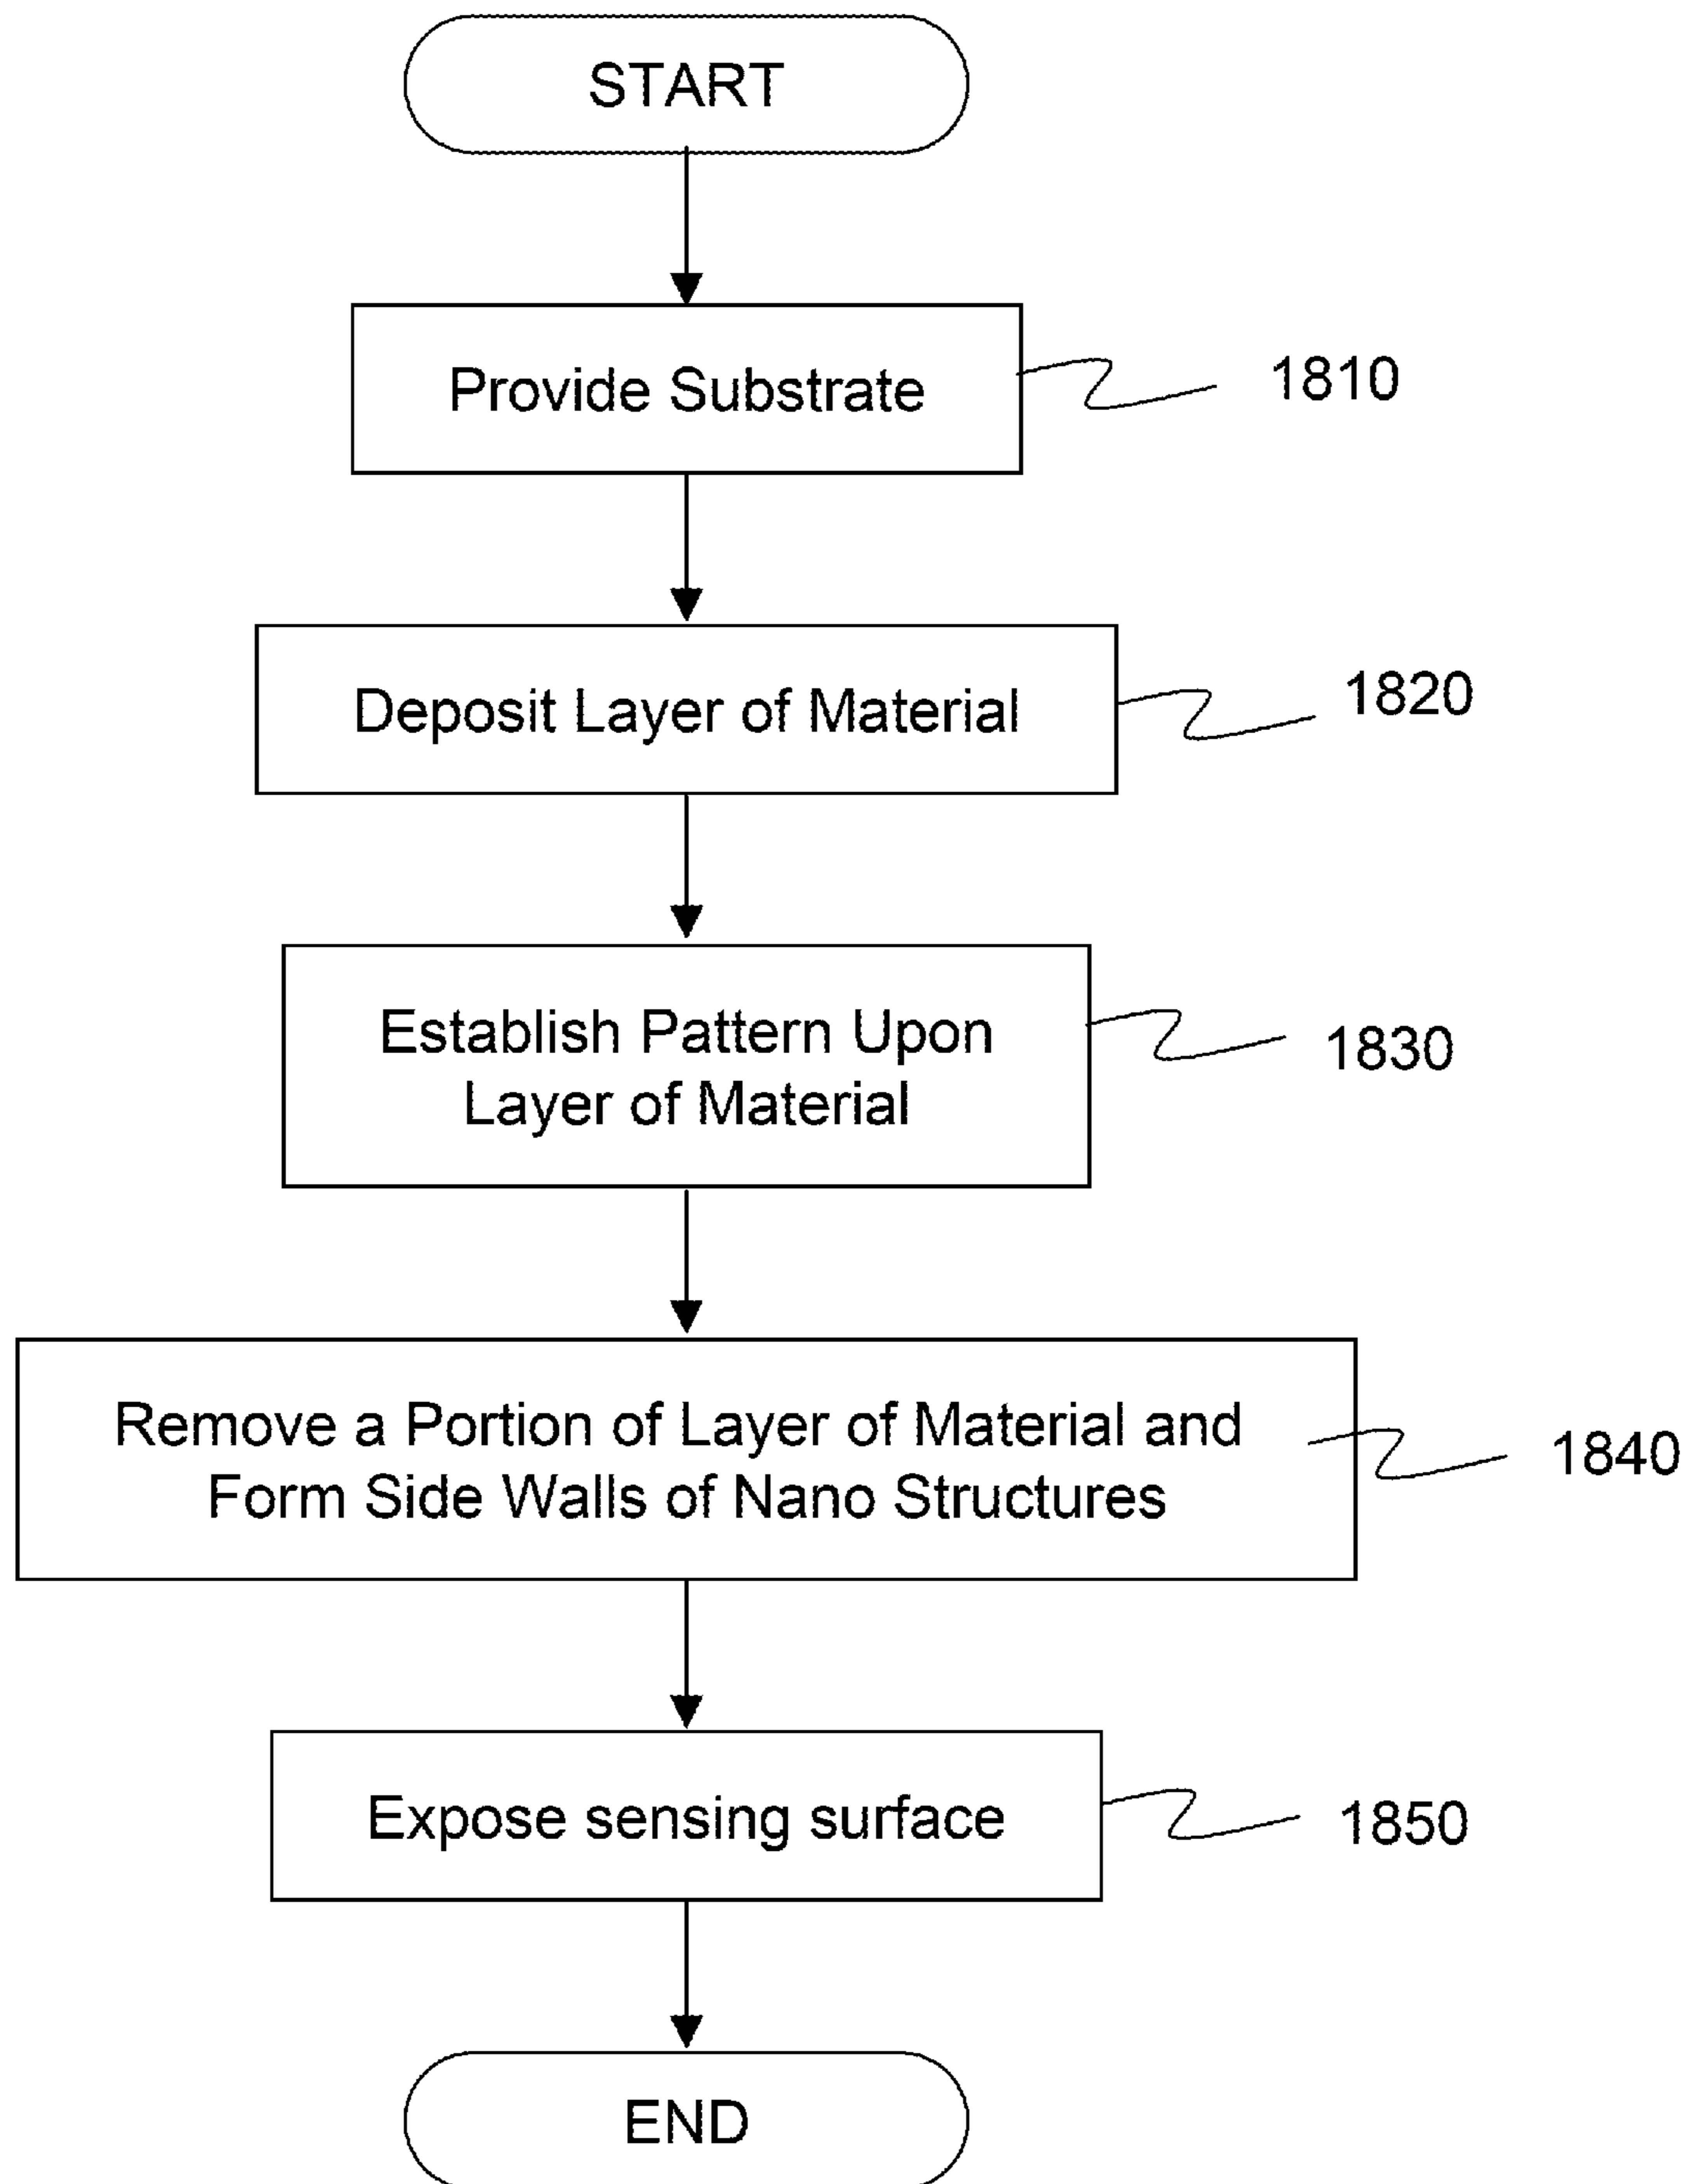 START
Provide Substrate
1810
Deposit Layer of Material
1820
Establish Pattern Upon
Layer of Material
1830
Remove a Portion of Layer of Material and
Form Side Walls of Nano Structures
1840
Expose sensing surface
1850
END